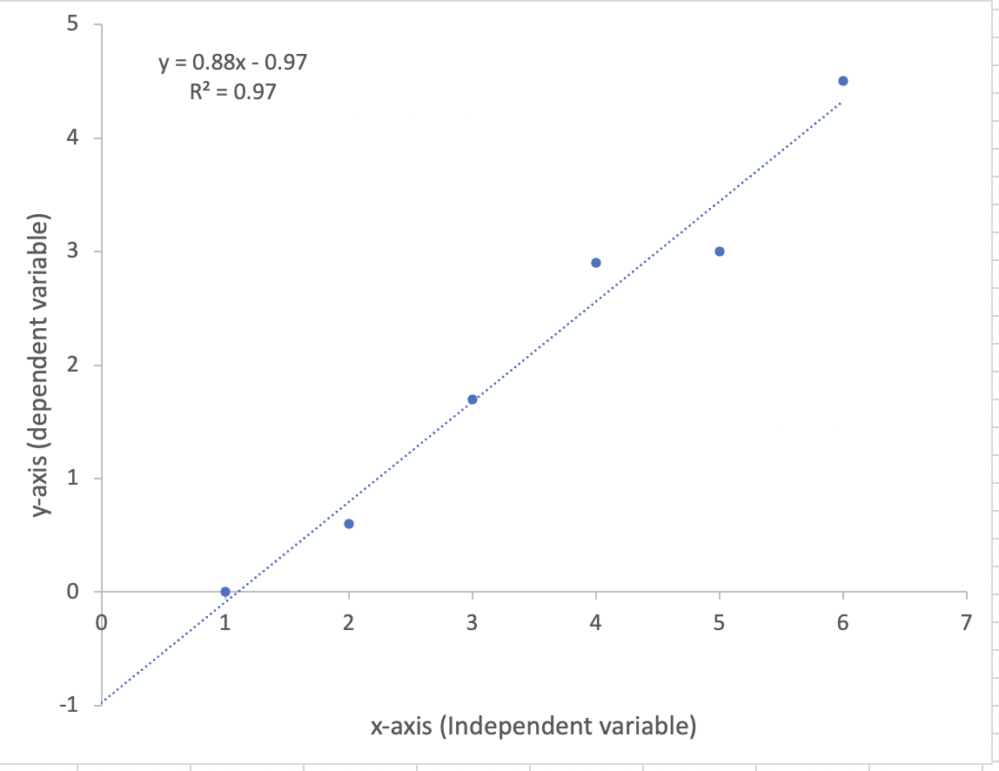 5
y = 0.88x - 0.97
R² = 0.97
4
3
2
1
0
0 1 2 3 4 5 6 7
-1
y-axis (dependent variable)
x-axis (Independent variable)